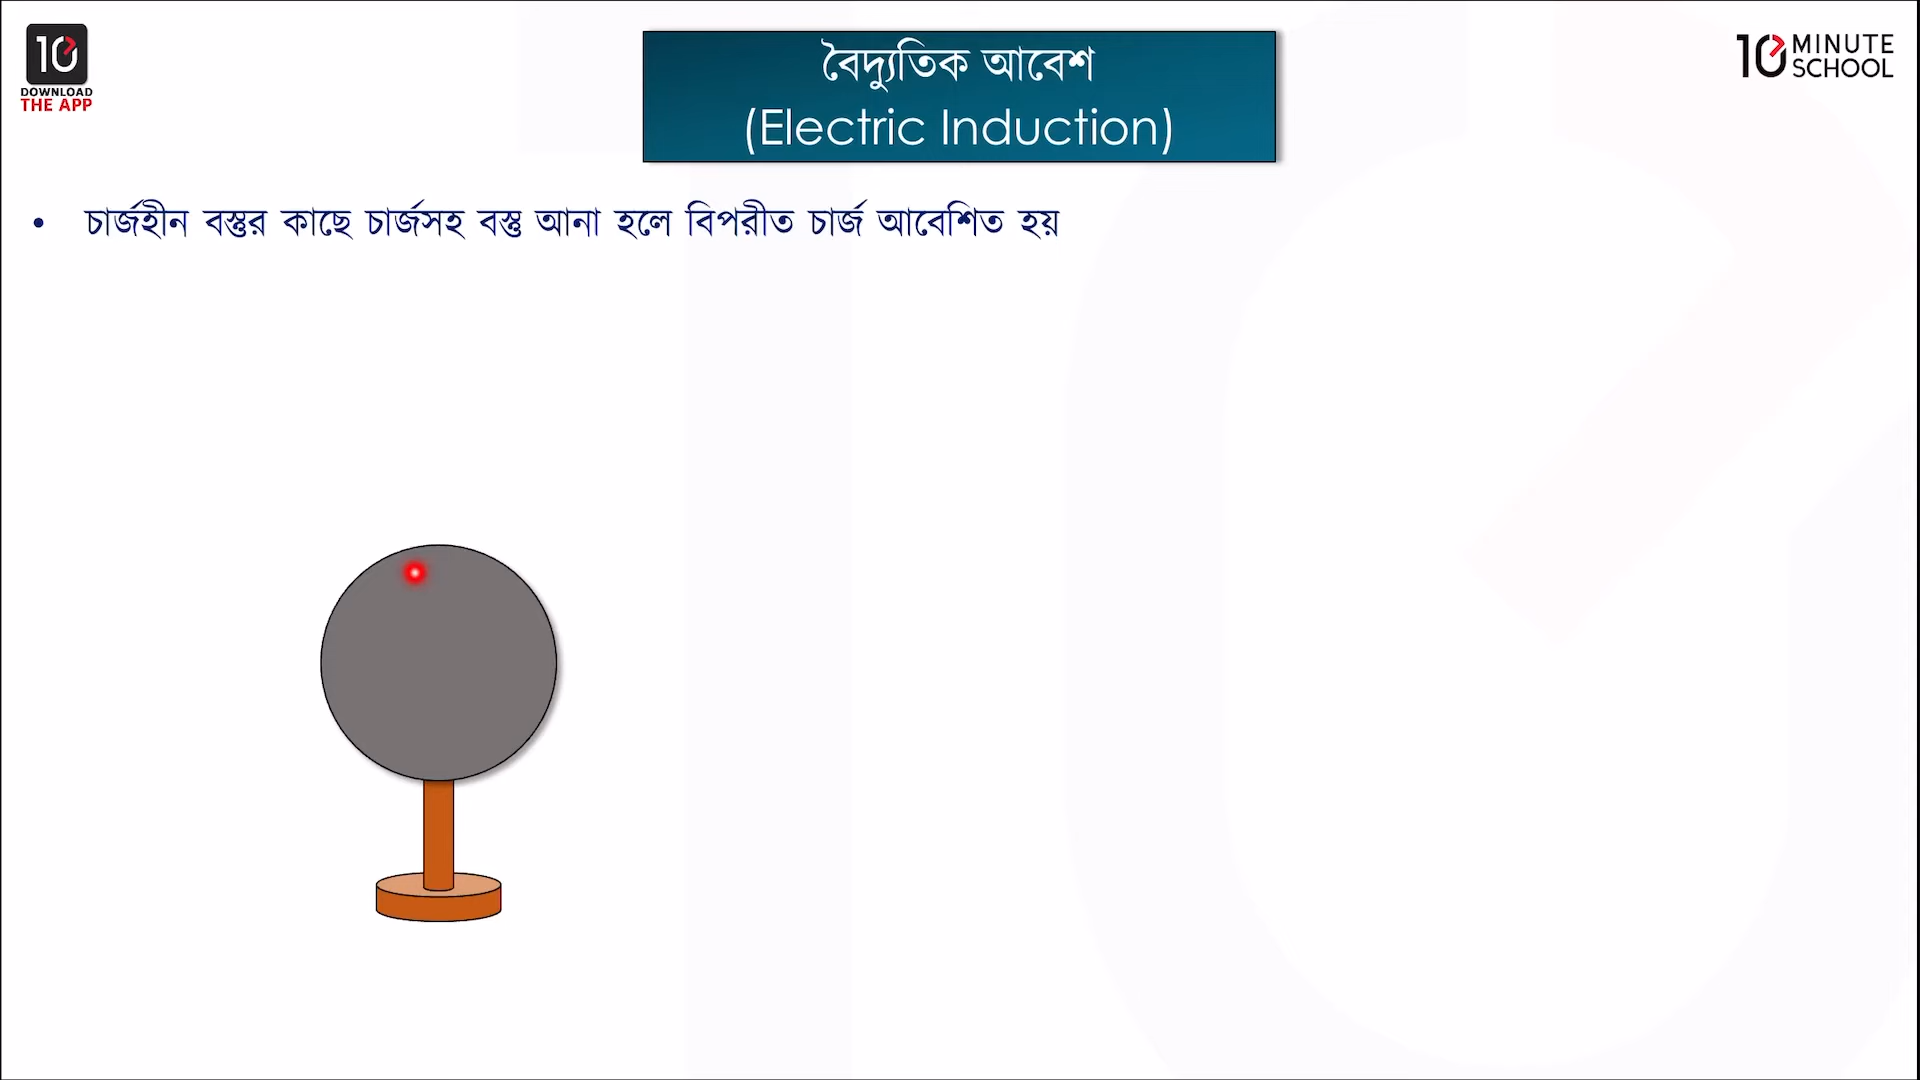 10
DOWNLOAD
THE APP
বৈদ্যুতিক আবেশ
(Electric Induction)
10 MINUTE
SCHOOL
• চার্জহীন বস্তুর কাছে চার্জসহ বস্তু আনা হলে বিপরীত চার্জ আবেশিত হয়